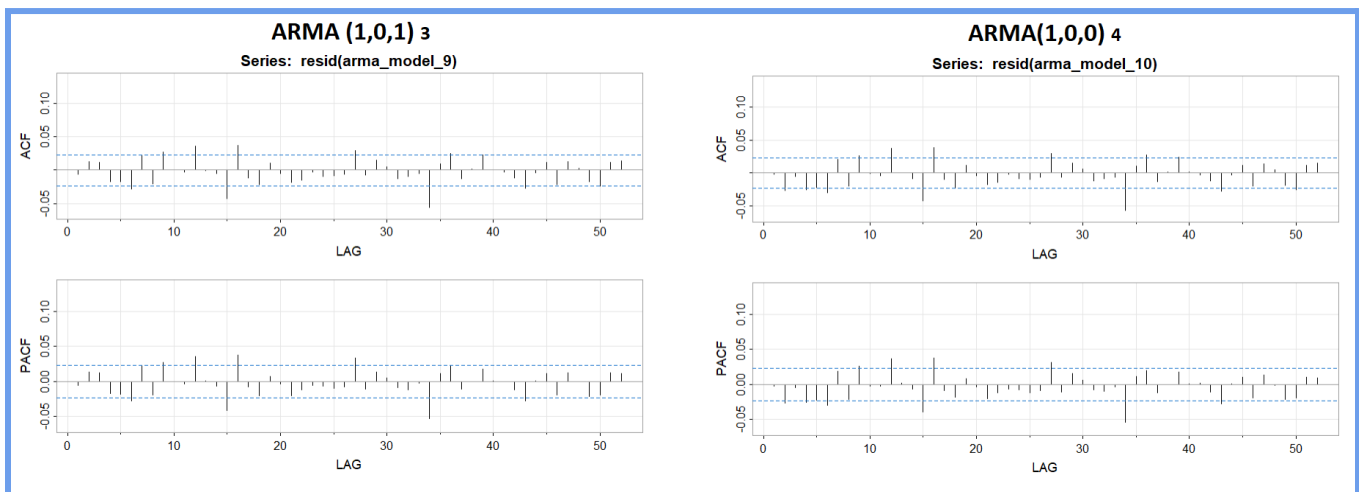 ARMA (1,0,1) 3
Series: resid(arma_model_9)
ACF
-0.05 0.05 0.10
0 10 20 30 40 50
LAG
PACF
-0.05 0.00 0.05 0.10
0 10 20 30 40 50
LAG
ARMA(1,0,0) 4
Series: resid(arma_model_10)
ACF
-0.05 0.05 0.10
0 10 20 30 40 50
LAG
PACF
-0.05 0.00 0.05 0.10
0 10 20 30 40 50
LAG